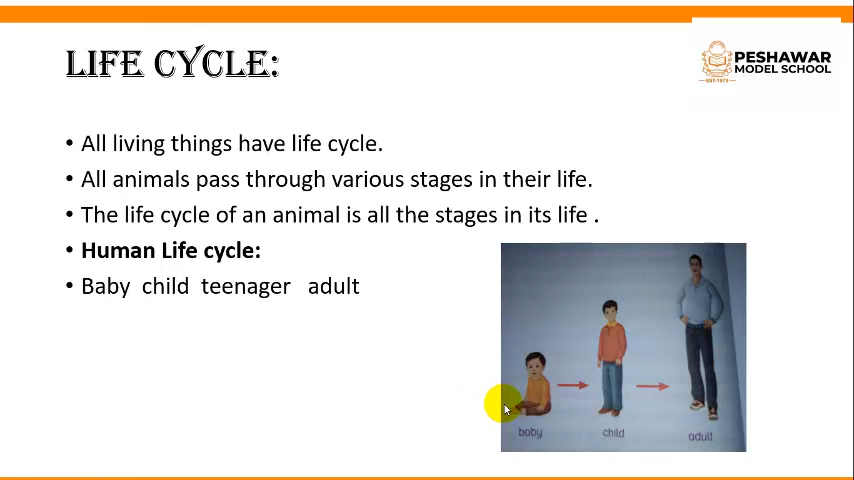 LIFE CYCLE:
PESHAWAR
MODEL SCHOOL
EST-1973
• All living things have life cycle.
• All animals pass through various stages in their life.
• The life cycle of an animal is all the stages in its life .
• Human Life cycle:
• Baby child teenager adult
baby child adult